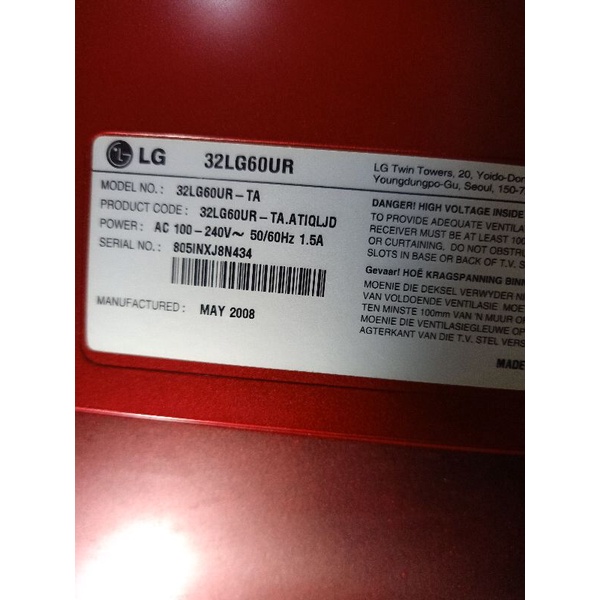 LG 32LG60UR
MODEL NO.: 32LG60UR-TA
PRODUCT CODE : 32LG60UR-TA.ATIQLJD
POWER: AC 100-240V~ 50/60Hz 1.5A
SERIAL NO.: 805INXJ8N434
MANUFACTURED : MAY 2008
LG Twin Towers, 20, Yoido-Don
Youngdungpo-Gu, Seoul, 150-7
DANGER! HIGH VOLTAGE INSIDE
TO PROVIDE ADEQUATE VENTILA
RECEIVER MUST BE AT LEAST 100
OR CURTAINING. DO NOT OBSTRU
SLOTS IN BASE OR BACK OF T.V. S
Gevaar! HOË KRAGSPANNING BINN
MOENIE DIE DEKSEL VERWYDER NI
VAN VOLDOENDE VENTILASIE. MOET
TEN MINSTE 100mm VAN 'N MUUR OF
MOENIE DIE VENTILASIEGLEUWE OP
AGTERKANT VAN DIE T.V. STEL VERS
MADE